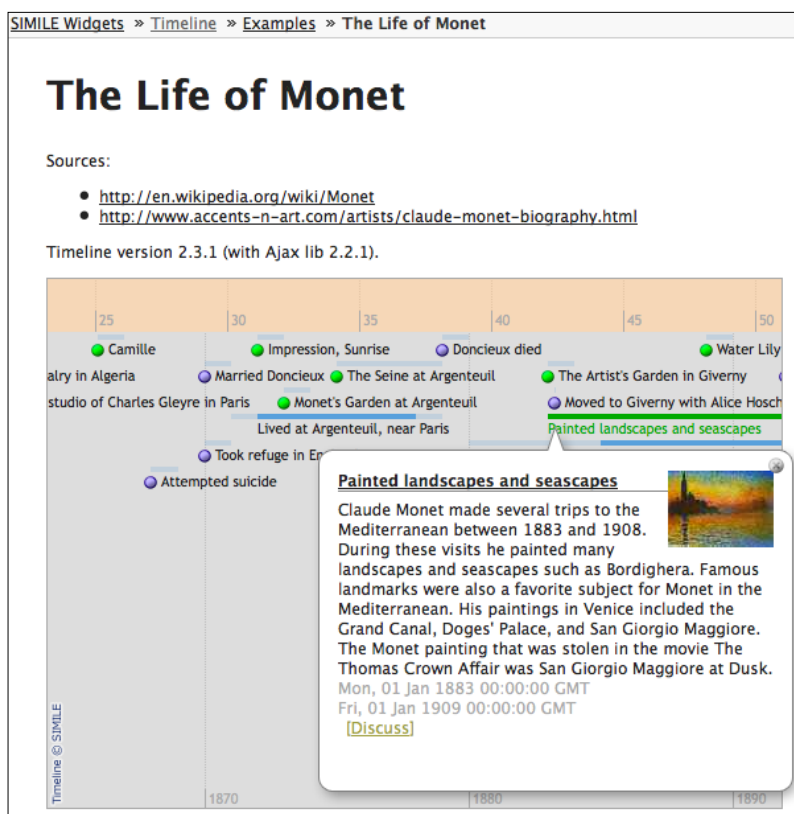 SIMILE Widgets » Timeline » Examples » The Life of Monet
The Life of Monet
Sources:
• http://en.wikipedia.org/wiki/Monet
• http://www.accents-n-art.com/artists/claude-monet-biography.html
Timeline version 2.3.1 (with Ajax lib 2.2.1).
25 30 35 40 45 50
Camille Impression, Sunrise Doncieux died Water Lily
alry in Algeria Married Doncieux The Seine at Argenteuil The Artist's Garden in Giverny
studio of Charles Gleyre in Paris Monet's Garden at Argenteuil Moved to Giverny with Alice Hosch
Lived at Argenteuil, near Paris Painted landscapes and seascapes
Took refuge in En
Attempted suicide
Painted landscapes and seascapes
Claude Monet made several trips to the
Mediterranean between 1883 and 1908.
During these visits he painted many
landscapes and seascapes such as Bordighera. Famous
landmarks were also a favorite subject for Monet in the
Mediterranean. His paintings in Venice included the
Grand Canal, Doges' Palace, and San Giorgio Maggiore.
The Monet painting that was stolen in the movie The
Thomas Crown Affair was San Giorgio Maggiore at Dusk.
Mon, 01 Jan 1883 00:00:00 GMT
Fri, 01 Jan 1909 00:00:00 GMT
[Discuss]
Timeline © SIMILE
1870 1880 1890